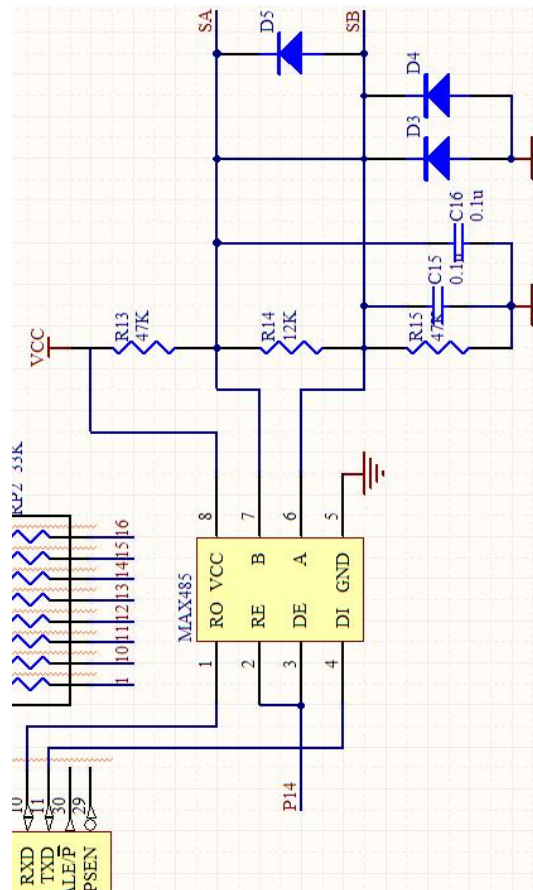 SA
D5
SB
D4
D3
C16
0.1u
C15
0.1u
VCC
R13
47K
R14
12K
R15
47K
RP2 33K
16
15
14
13
12
11
10
1
8
7
6
5
MAX485
RO VCC
RE B
DE A
DI GND
1
2
3
4
P14
10
11
30
29
RXD
TXD
ALE/P
PSEN